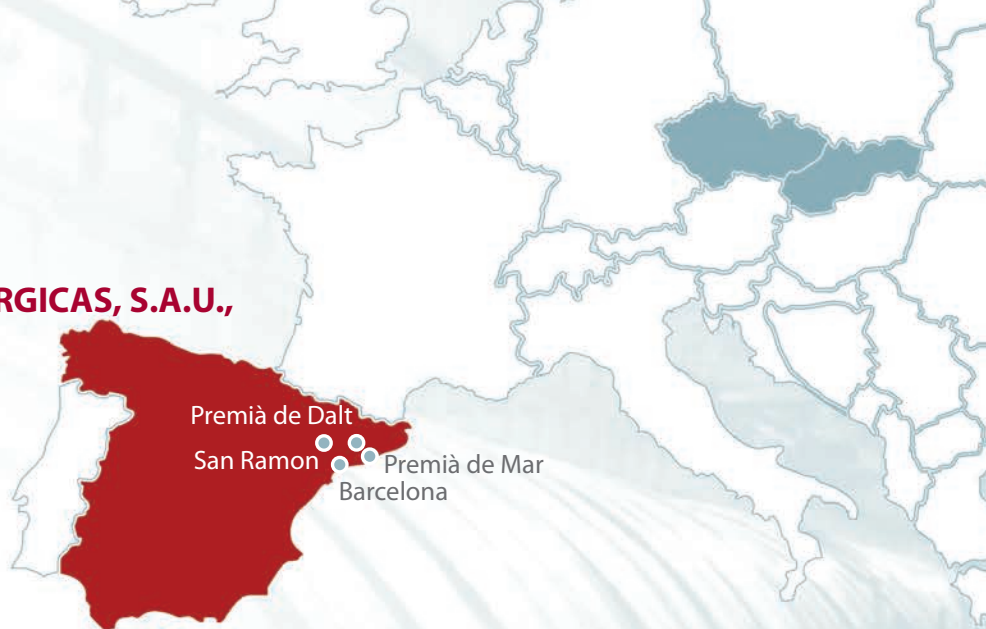 RGICAS, S.A.U.,
Premià de Dalt
San Ramon
Premià de Mar
Barcelona